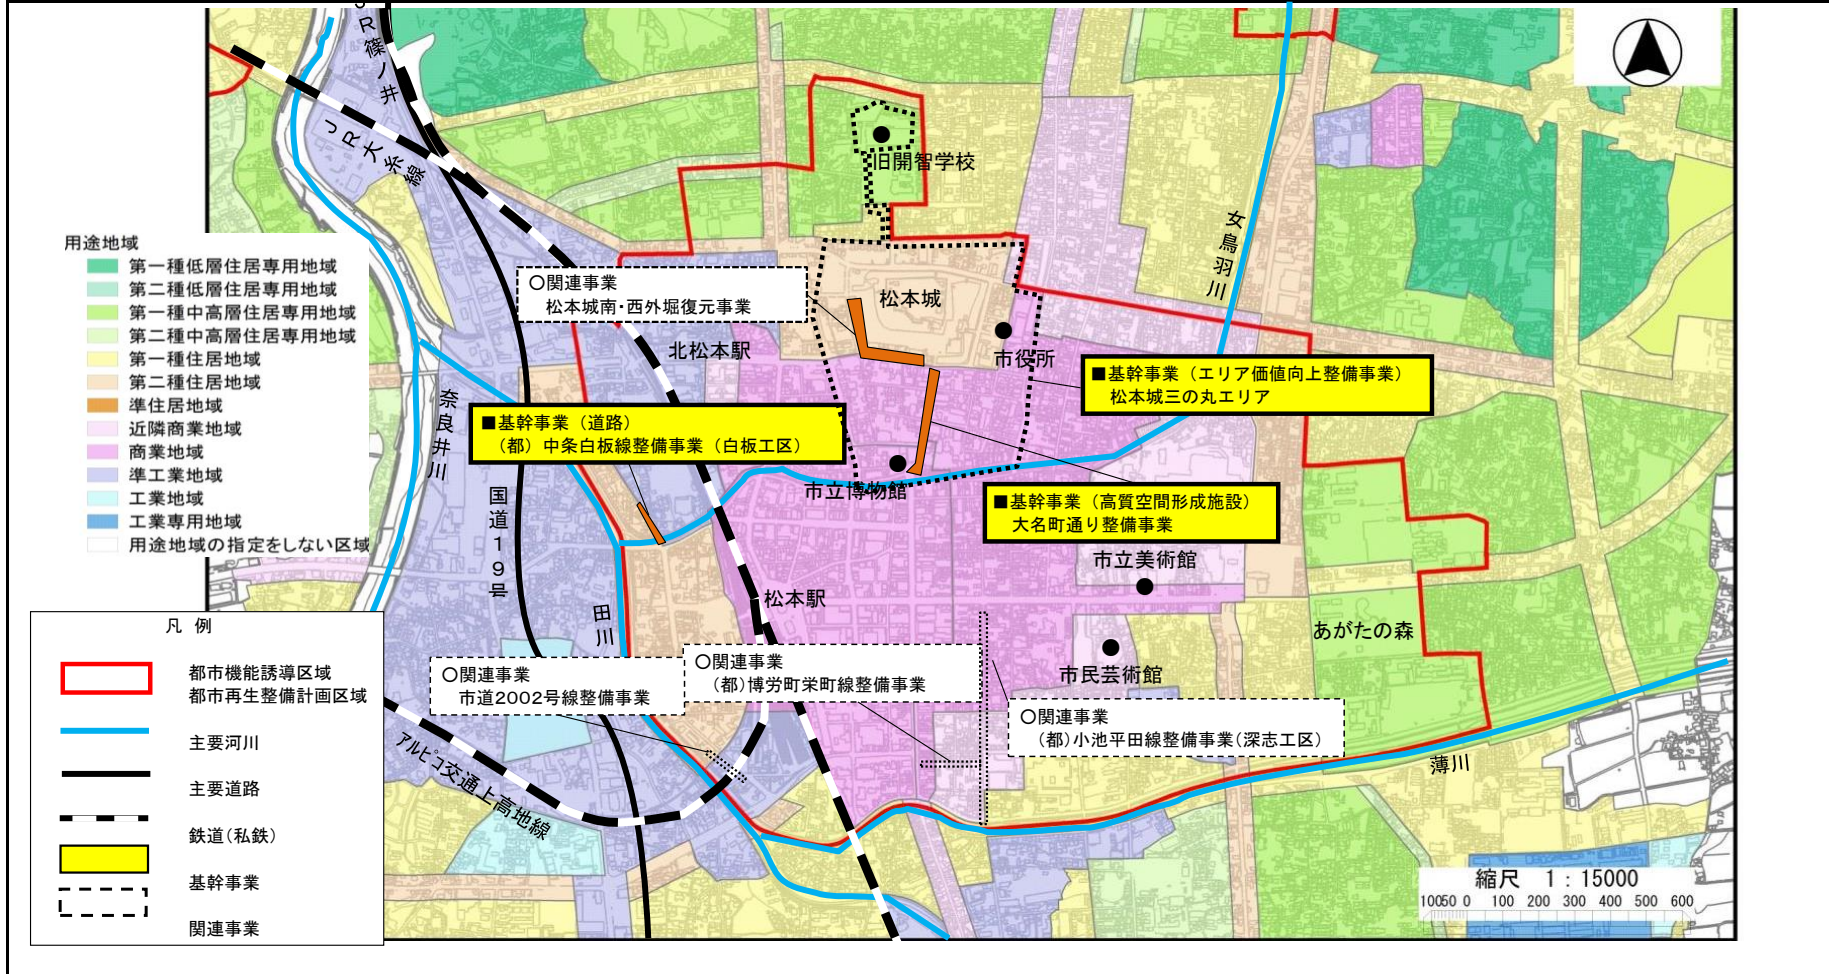 JR篠ノ井
JR大糸線
旧開智学校
女鳥羽川
用途地域
第一種低層住居専用地域
第二種低層住居専用地域
第一種中高層住居専用地域
第二種中高層住居専用地域
第一種住居地域
第二種住居地域
準住居地域
近隣商業地域
商業地域
準工業地域
工業地域
工業専用地域
用途地域の指定をしない区域
○関連事業
松本城南・西外堀復元事業
松本城
北松本駅
市役所
■基幹事業（エリア価値向上整備事業）
松本城三の丸エリア
奈良井川
■基幹事業（道路）
（都）中条白板線整備事業（白板工区）
国道19号
市立博物館
■基幹事業（高質空間形成施設）
大名町通り整備事業
市立美術館
松本駅
田川
あがたの森
市民芸術館
○関連事業
市道2002号線整備事業
○関連事業
（都）博労町栄町線整備事業
○関連事業
（都）小池平田線整備事業（深志工区）
アルピコ交通上高地線
薄川
凡 例
都市機能誘導区域
都市再生整備計画区域
主要河川
主要道路
鉄道（私鉄）
基幹事業
関連事業
縮尺 1：15000
100 50 0 100 200 300 400 500 600